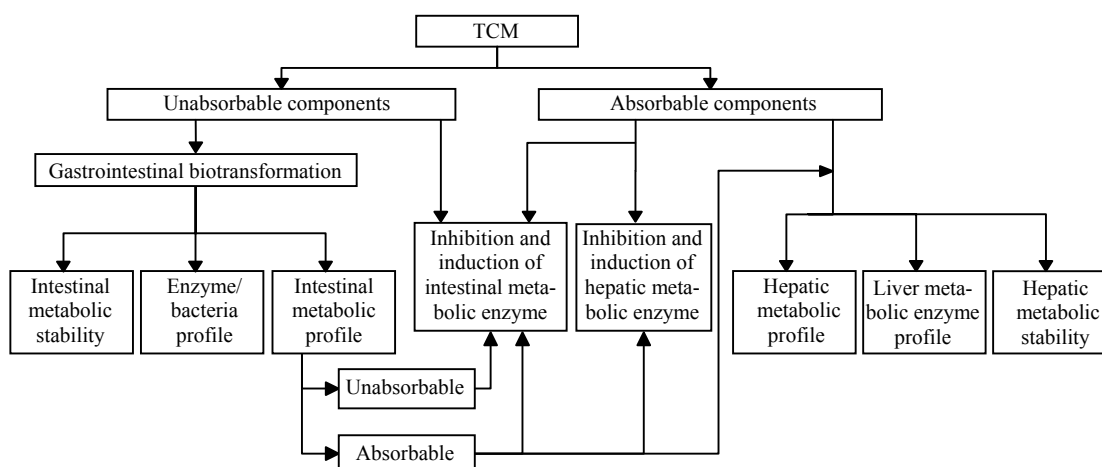 TCM
Unabsorbable components
Absorbable components
Gastrointestinal biotransformation
Intestinal
metabolic
stability
Enzyme/
bacteria
profile
Intestinal
metabolic
profile
Inhibition and
induction of
intestinal meta-
bolic enzyme
Inhibition and
induction of
hepatic meta-
bolic enzyme
Hepatic
metabolic
profile
Liver meta-
bolic enzyme
profile
Hepatic
metabolic
stability
Unabsorbable
Absorbable